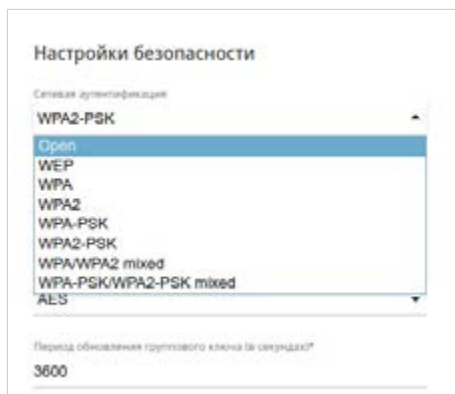 Настройки безопасности
Сетевая аутентификация
WPA2-PSK
Open
WEP
WPA
WPA2
WPA-PSK
WPA2-PSK
WPA/WPA2 mixed
WPA-PSK/WPA2-PSK mixed
AES
Период обновления группового ключа (в секундах)*
3600